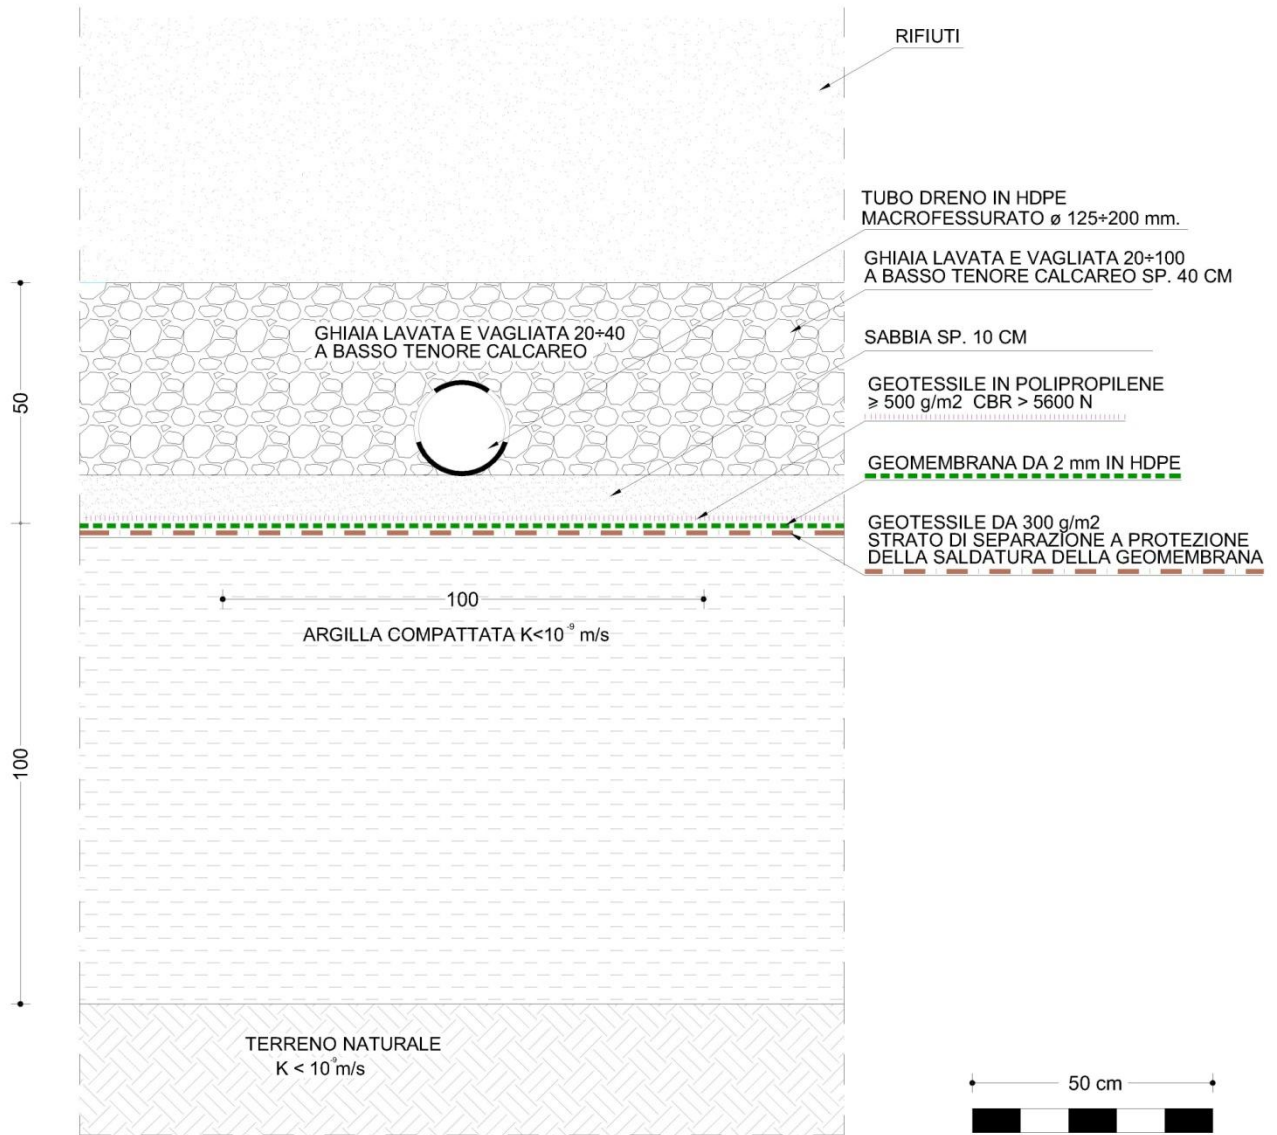 RIFIUTI
TUBO DRENO IN HDPE
MACROFESSURATO ø 125÷200 mm.
GHIAIA LAVATA E VAGLIATA 20÷100
A BASSO TENORE CALCAREO SP. 40 CM
GHIAIA LAVATA E VAGLIATA 20÷40
A BASSO TENORE CALCAREO
SABBIA SP. 10 CM
50
GEOTESSILE IN POLIPROPILENE
≥ 500 g/m2 CBR > 5600 N
GEOMEMBRANA DA 2 mm IN HDPE
GEOTESSILE DA 300 g/m2
STRATO DI SEPARAZIONE A PROTEZIONE
DELLA SALDATURA DELLA GEOMEMBRANA
100
ARGILLA COMPATTATA K<10⁻⁹ m/s
100
TERRENO NATURALE
K < 10⁻⁹ m/s
50 cm